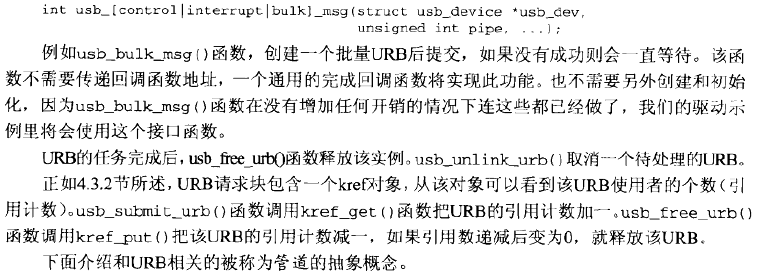 int usb_[control|interrupt|bulk]_msg(struct usb_device *usb_dev,
unsigned int pipe, ...);
例如usb_bulk_msg()函数，创建一个批量URB后提交，如果没有成功则会一直等待。该函
数不需要传递回调函数地址，一个通用的完成回调函数将实现此功能。也不需要另外创建和初始
化，因为usb_bulk_msg()函数在没有增加任何开销的情况下连这些都已经做了，我们的驱动示
例里将会使用这个接口函数。
URB的任务完成后，usb_free_urb()函数释放该实例。usb_unlink_urb()取消一个待处理的URB。
正如4.3.2节所述，URB请求块包含一个kref对象，从该对象可以看到该URB使用者的个数(引
用计数)。usb_submit_urb()函数调用kref_get()函数把URB的引用计数加一。usb_free_urb()
函数调用kref_put()把该URB的引用计数减一，如果引用数递减后变为0，就释放该URB。
下面介绍和URB相关的被称为管道的抽象概念。